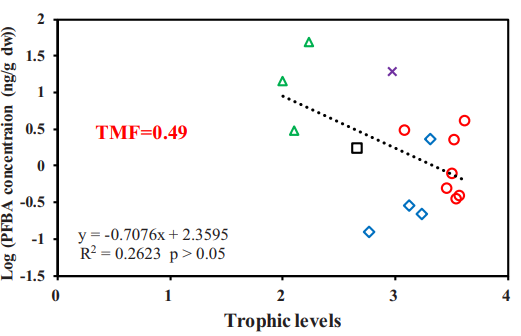 Log (PFBA concentraion (ng/g dw))
2
1.5
1
0.5
0
-0.5
-1
-1.5
TMF=0.49
y = -0.7076x + 2.3595
R² = 0.2623 p > 0.05
0 1 2 3 4
Trophic levels